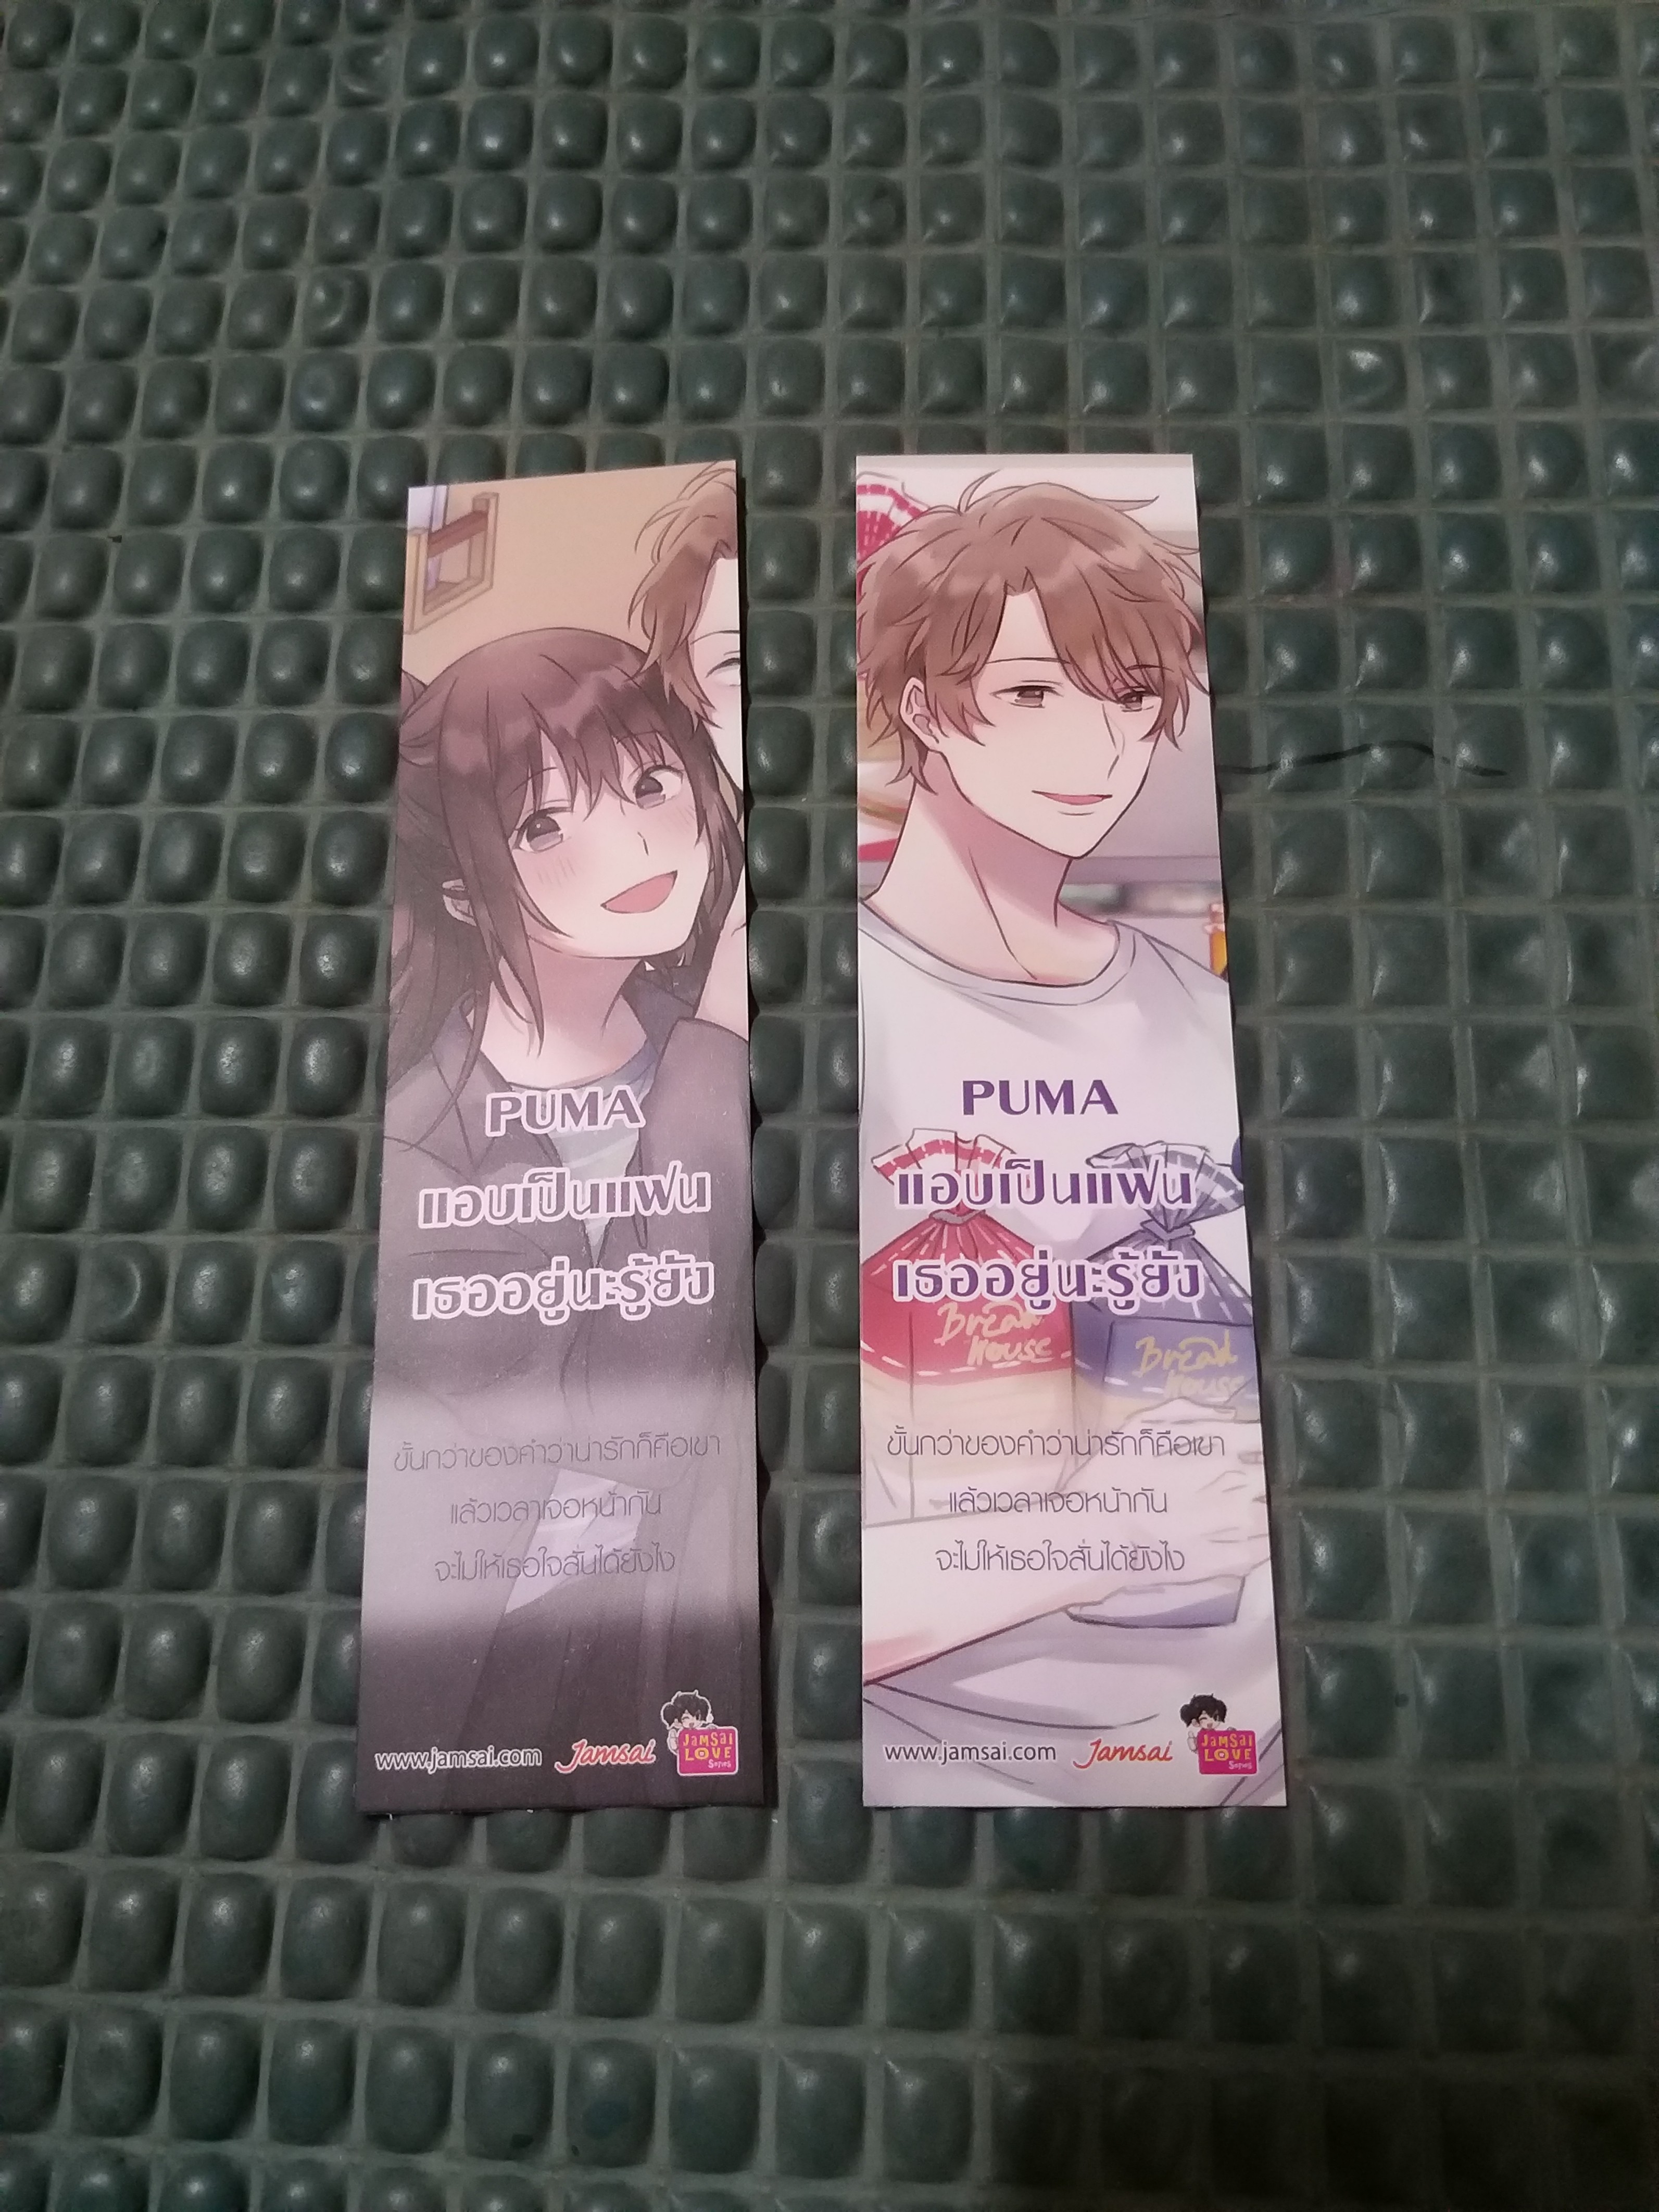 PUMA
แอบเป็นแฟน
เธออยู่นะรู้ยัง
ขั้นกว่าของคำว่าน่ารักก็คือเขา
แล้วเวลาเจอหน้ากัน
จะไม่ให้เธอใจสั่นได้ยังไง
www.jamsai.com
Jamsai
JAMSAI
LOVE
Series
PUMA
แอบเป็นแฟน
เธออยู่นะรู้ยัง
Bread
House
Bread
House
ขั้นกว่าของคำว่าน่ารักก็คือเขา
แล้วเวลาเจอหน้ากัน
จะไม่ให้เธอใจสั่นได้ยังไง
www.jamsai.com
Jamsai
JAMSAI
LOVE
Series